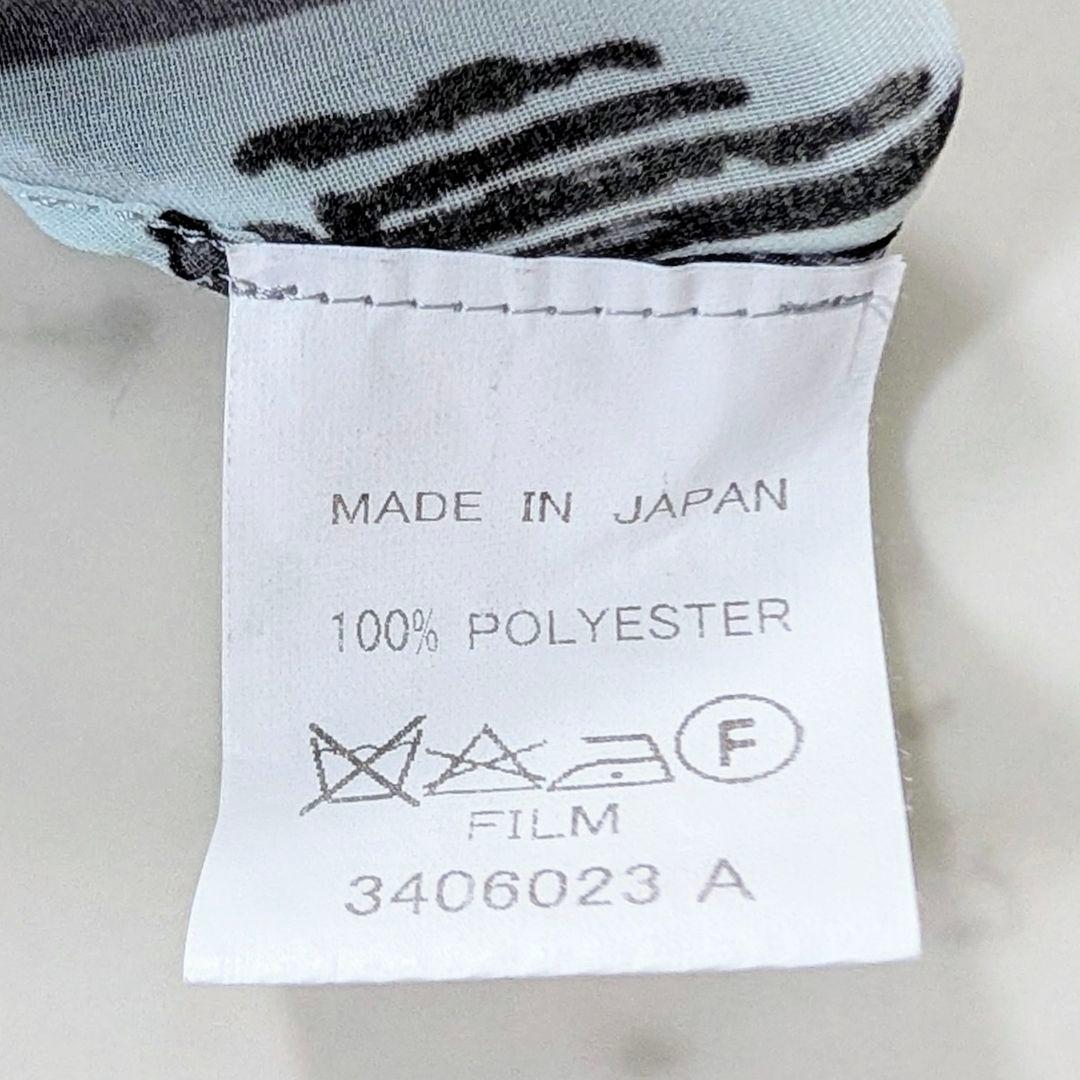 MADE IN JAPAN
100% POLYESTER
F
FILM
3406023 A